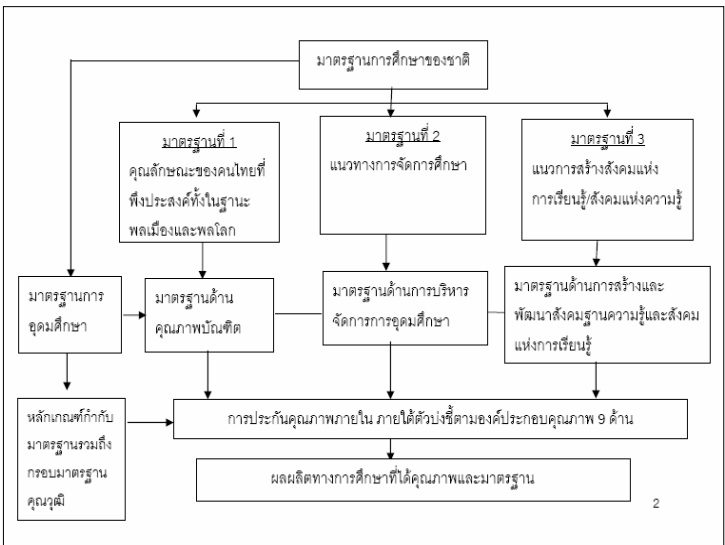 มาตรฐานการศึกษาของชาติ
มาตรฐานที่ 1
คุณลักษณะของคนไทยที่
พึงประสงค์ทั้งในฐานะ
พลเมืองและพลโลก
มาตรฐานที่ 2
แนวทางการจัดการศึกษา
มาตรฐานที่ 3
แนวการสร้างสังคมแห่ง
การเรียนรู้/สังคมแห่งความรู้
มาตรฐานการ
อุดมศึกษา
มาตรฐานด้าน
คุณภาพบัณฑิต
มาตรฐานด้านการบริหาร
จัดการการอุดมศึกษา
มาตรฐานด้านการสร้างและ
พัฒนาสังคมฐานความรู้และสังคม
แห่งการเรียนรู้
หลักเกณฑ์กำกับ
มาตรฐานรวมถึง
กรอบมาตรฐาน
คุณวุฒิ
การประกันคุณภาพภายใน ภายใต้ตัวบ่งชี้ตามองค์ประกอบคุณภาพ 9 ด้าน
ผลผลิตทางการศึกษาที่ได้คุณภาพและมาตรฐาน
2